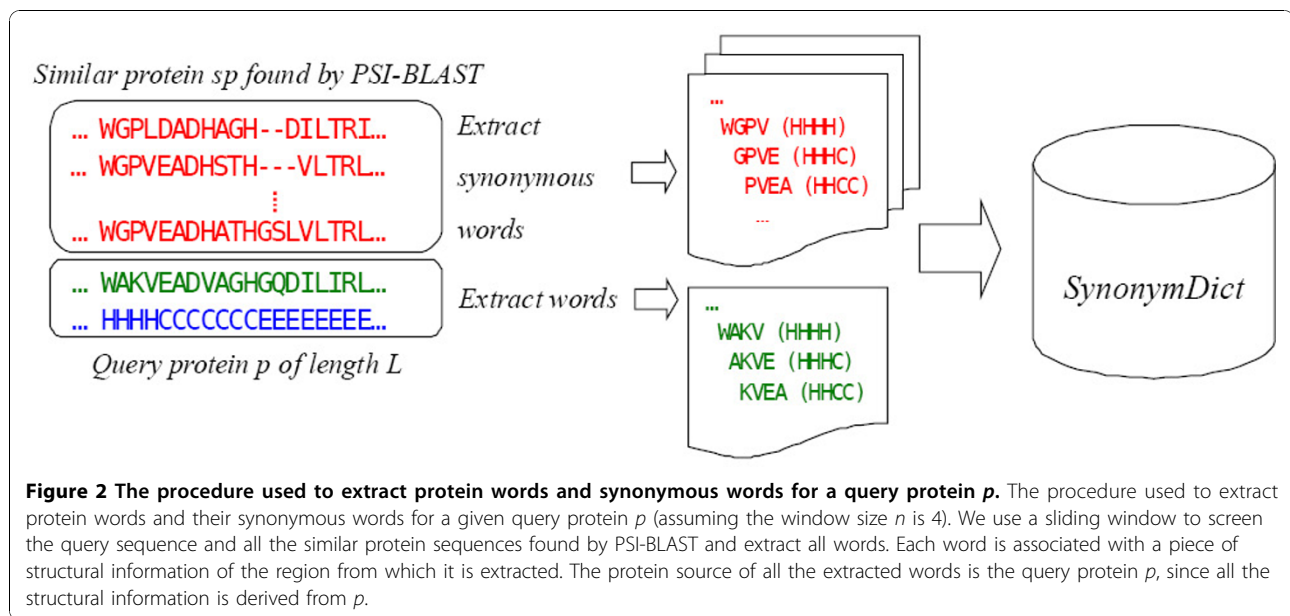 Similar protein sp found by PSI-BLAST
... WGPLDADHAGH--DILTRI...
... WGPVEADHSTH---VLTRL...
... WGPVEADHATHGSLVLTRL...
... WAKVEADVAGHGQDILIRL...
... HHHHCCCCCCCEEEEEEEE...
Query protein p of length L
Extract
synonymous
words
Extract words
...
WGPV (HHHH)
GPVE (HHHC)
PVEA (HHCC)
...
...
WAKV (HHHH)
AKVE (HHHC)
KVEA (HHCC)
SynonymDict
Figure 2 The procedure used to extract protein words and synonymous words for a query protein p. The procedure used to extract
protein words and their synonymous words for a given query protein p (assuming the window size n is 4). We use a sliding window to screen
the query sequence and all the similar protein sequences found by PSI-BLAST and extract all words. Each word is associated with a piece of
structural information of the region from which it is extracted. The protein source of all the extracted words is the query protein p, since all the
structural information is derived from p.